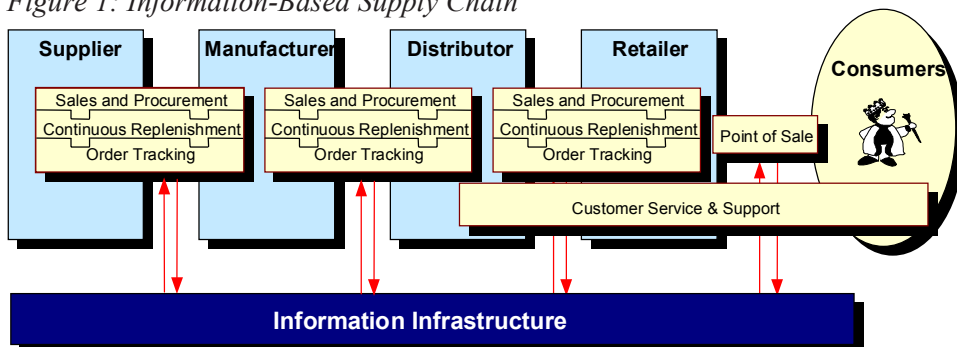 Figure 1: Information-Based Supply Chain
Supplier
Manufacturer
Distributor
Retailer
Consumers
Sales and Procurement
Continuous Replenishment
Order Tracking
Sales and Procurement
Continuous Replenishment
Order Tracking
Sales and Procurement
Continuous Replenishment
Order Tracking
Point of Sale
Customer Service & Support
Information Infrastructure